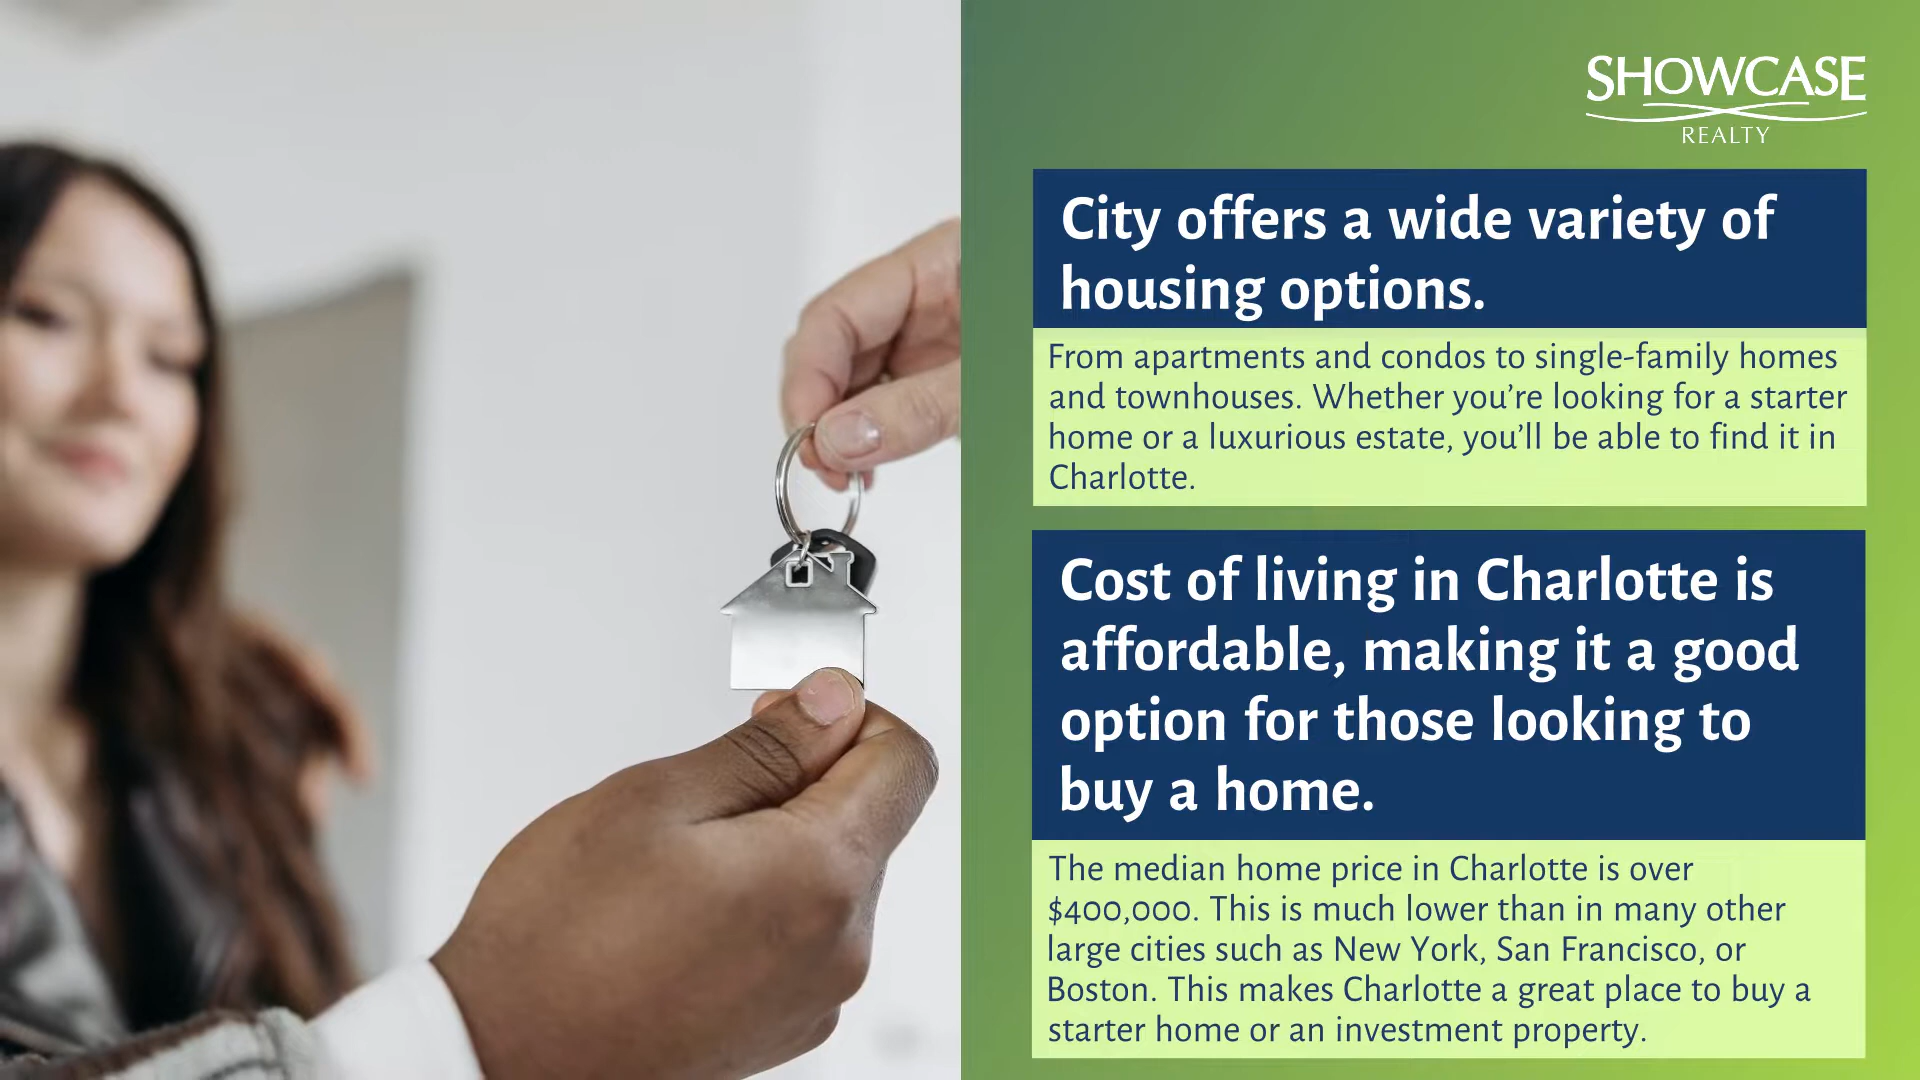 SHOWCASE
REALTY
City offers a wide variety of
housing options.
From apartments and condos to single-family homes
and townhouses. Whether you’re looking for a starter
home or a luxurious estate, you’ll be able to find it in
Charlotte.
Cost of living in Charlotte is
affordable, making it a good
option for those looking to
buy a home.
The median home price in Charlotte is over
$400,000. This is much lower than in many other
large cities such as New York, San Francisco, or
Boston. This makes Charlotte a great place to buy a
starter home or an investment property.